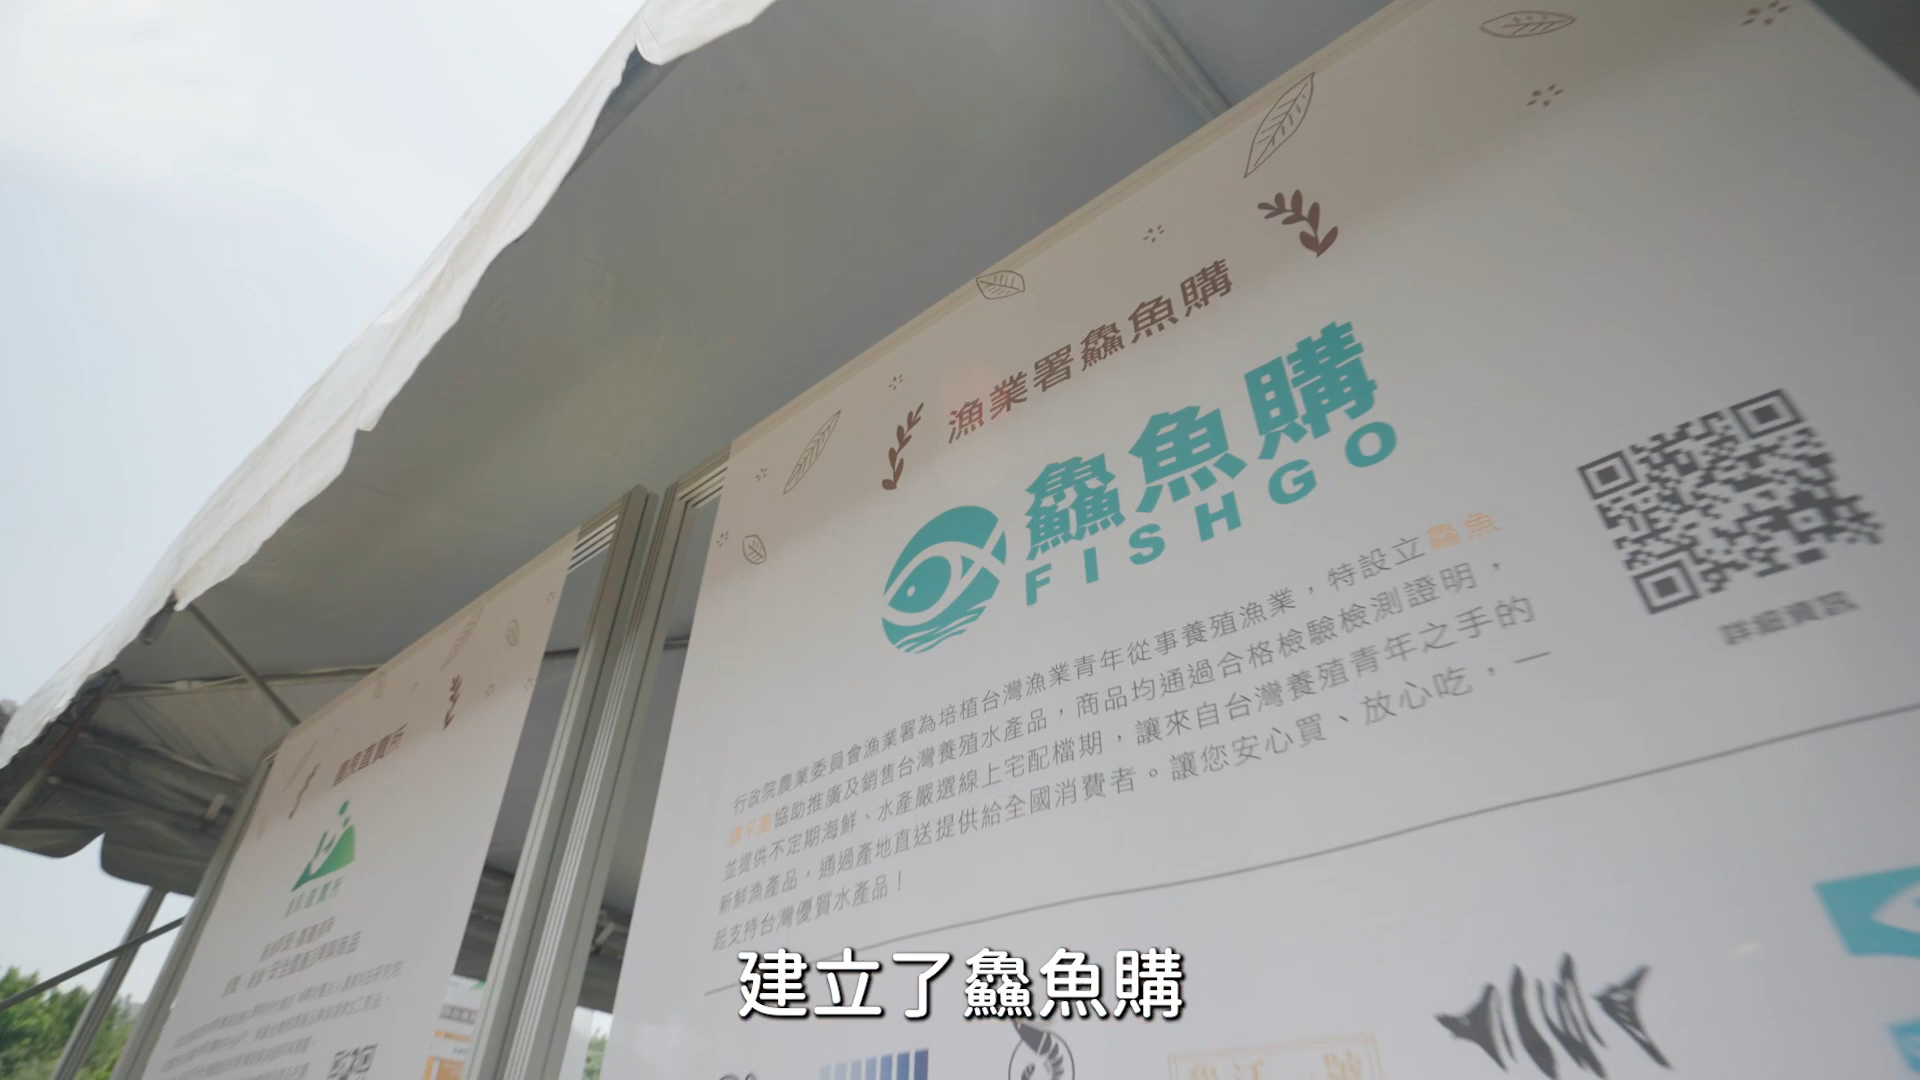 漁業署鱻魚購
鱻魚購
FISHGO
行政院農業委員會漁業署為培植台灣漁業青年從事養殖漁業，特設立鱻魚
購平臺協助推廣及銷售台灣養殖水產品，商品均通過合格檢驗檢測證明，
並提供不定期海鮮、水產嚴選線上宅配檔期，讓來自台灣養殖青年之手的
新鮮漁產品，通過產地直送提供給全國消費者。讓您安心買、放心吃，一
起支持台灣優質水產品！
詳細資訊
農民直賣所
建立了鱻魚購